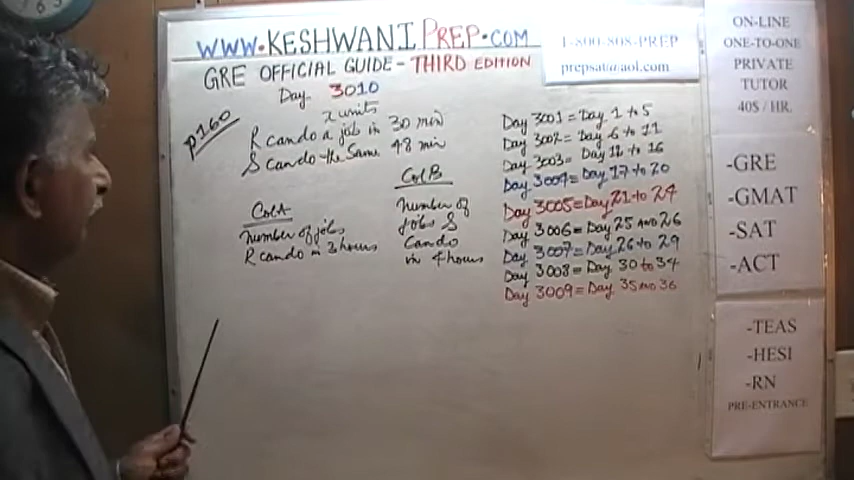 WWW.KESHWANIPREP.COM
GRE OFFICIAL GUIDE - THIRD EDITION
Day 3010
P160
x units
R can do a job in 30 min
S can do the same 48 min
Col A
Number of jobs
R can do in 3 hours
Col B
Number of
jobs S
Can do
in 4 hours
Day 3001 = Day 1 to 5
Day 3002 = Day 6 to 11
Day 3003 = Day 12 to 16
Day 3004 = Day 17 to 20
Day 3005 = Day 21 to 24
Day 3006 = Day 25 AND 26
Day 3007 = Day 26 to 29
Day 3008 = Day 30 to 34
Day 3009 = Day 35 AND 36
1-800-808-PREP
prepsat@aol.com
ON-LINE
ONE-TO-ONE
PRIVATE
TUTOR
40$ / HR.
-GRE
-GMAT
-SAT
-ACT
-TEAS
-HESI
-RN
PRE-ENTRANCE